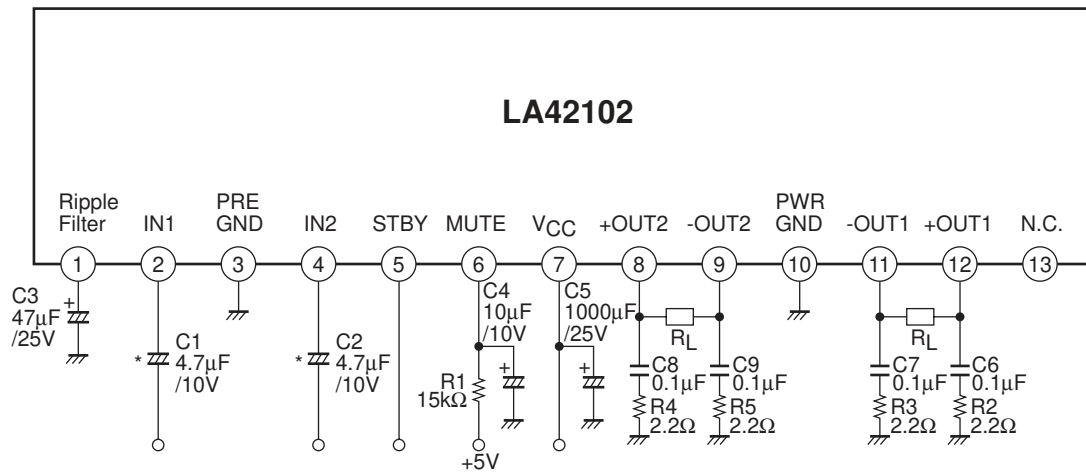 LA42102
Ripple
Filter
IN1
PRE
GND
IN2
STBY
MUTE
VCC
+OUT2
-OUT2
PWR
GND
-OUT1
+OUT1
N.C.
1
2
3
4
5
6
7
8
9
10
11
12
13
C3
47μF
/25V
+
* C1
4.7μF
/10V
* C2
4.7μF
/10V
C4
10μF
/10V
+
R1
15kΩ
+5V
C5
1000μF
/25V
+
RL
C8
0.1μF
R4
2.2Ω
C9
0.1μF
R5
2.2Ω
RL
C7
0.1μF
R3
2.2Ω
C6
0.1μF
R2
2.2Ω